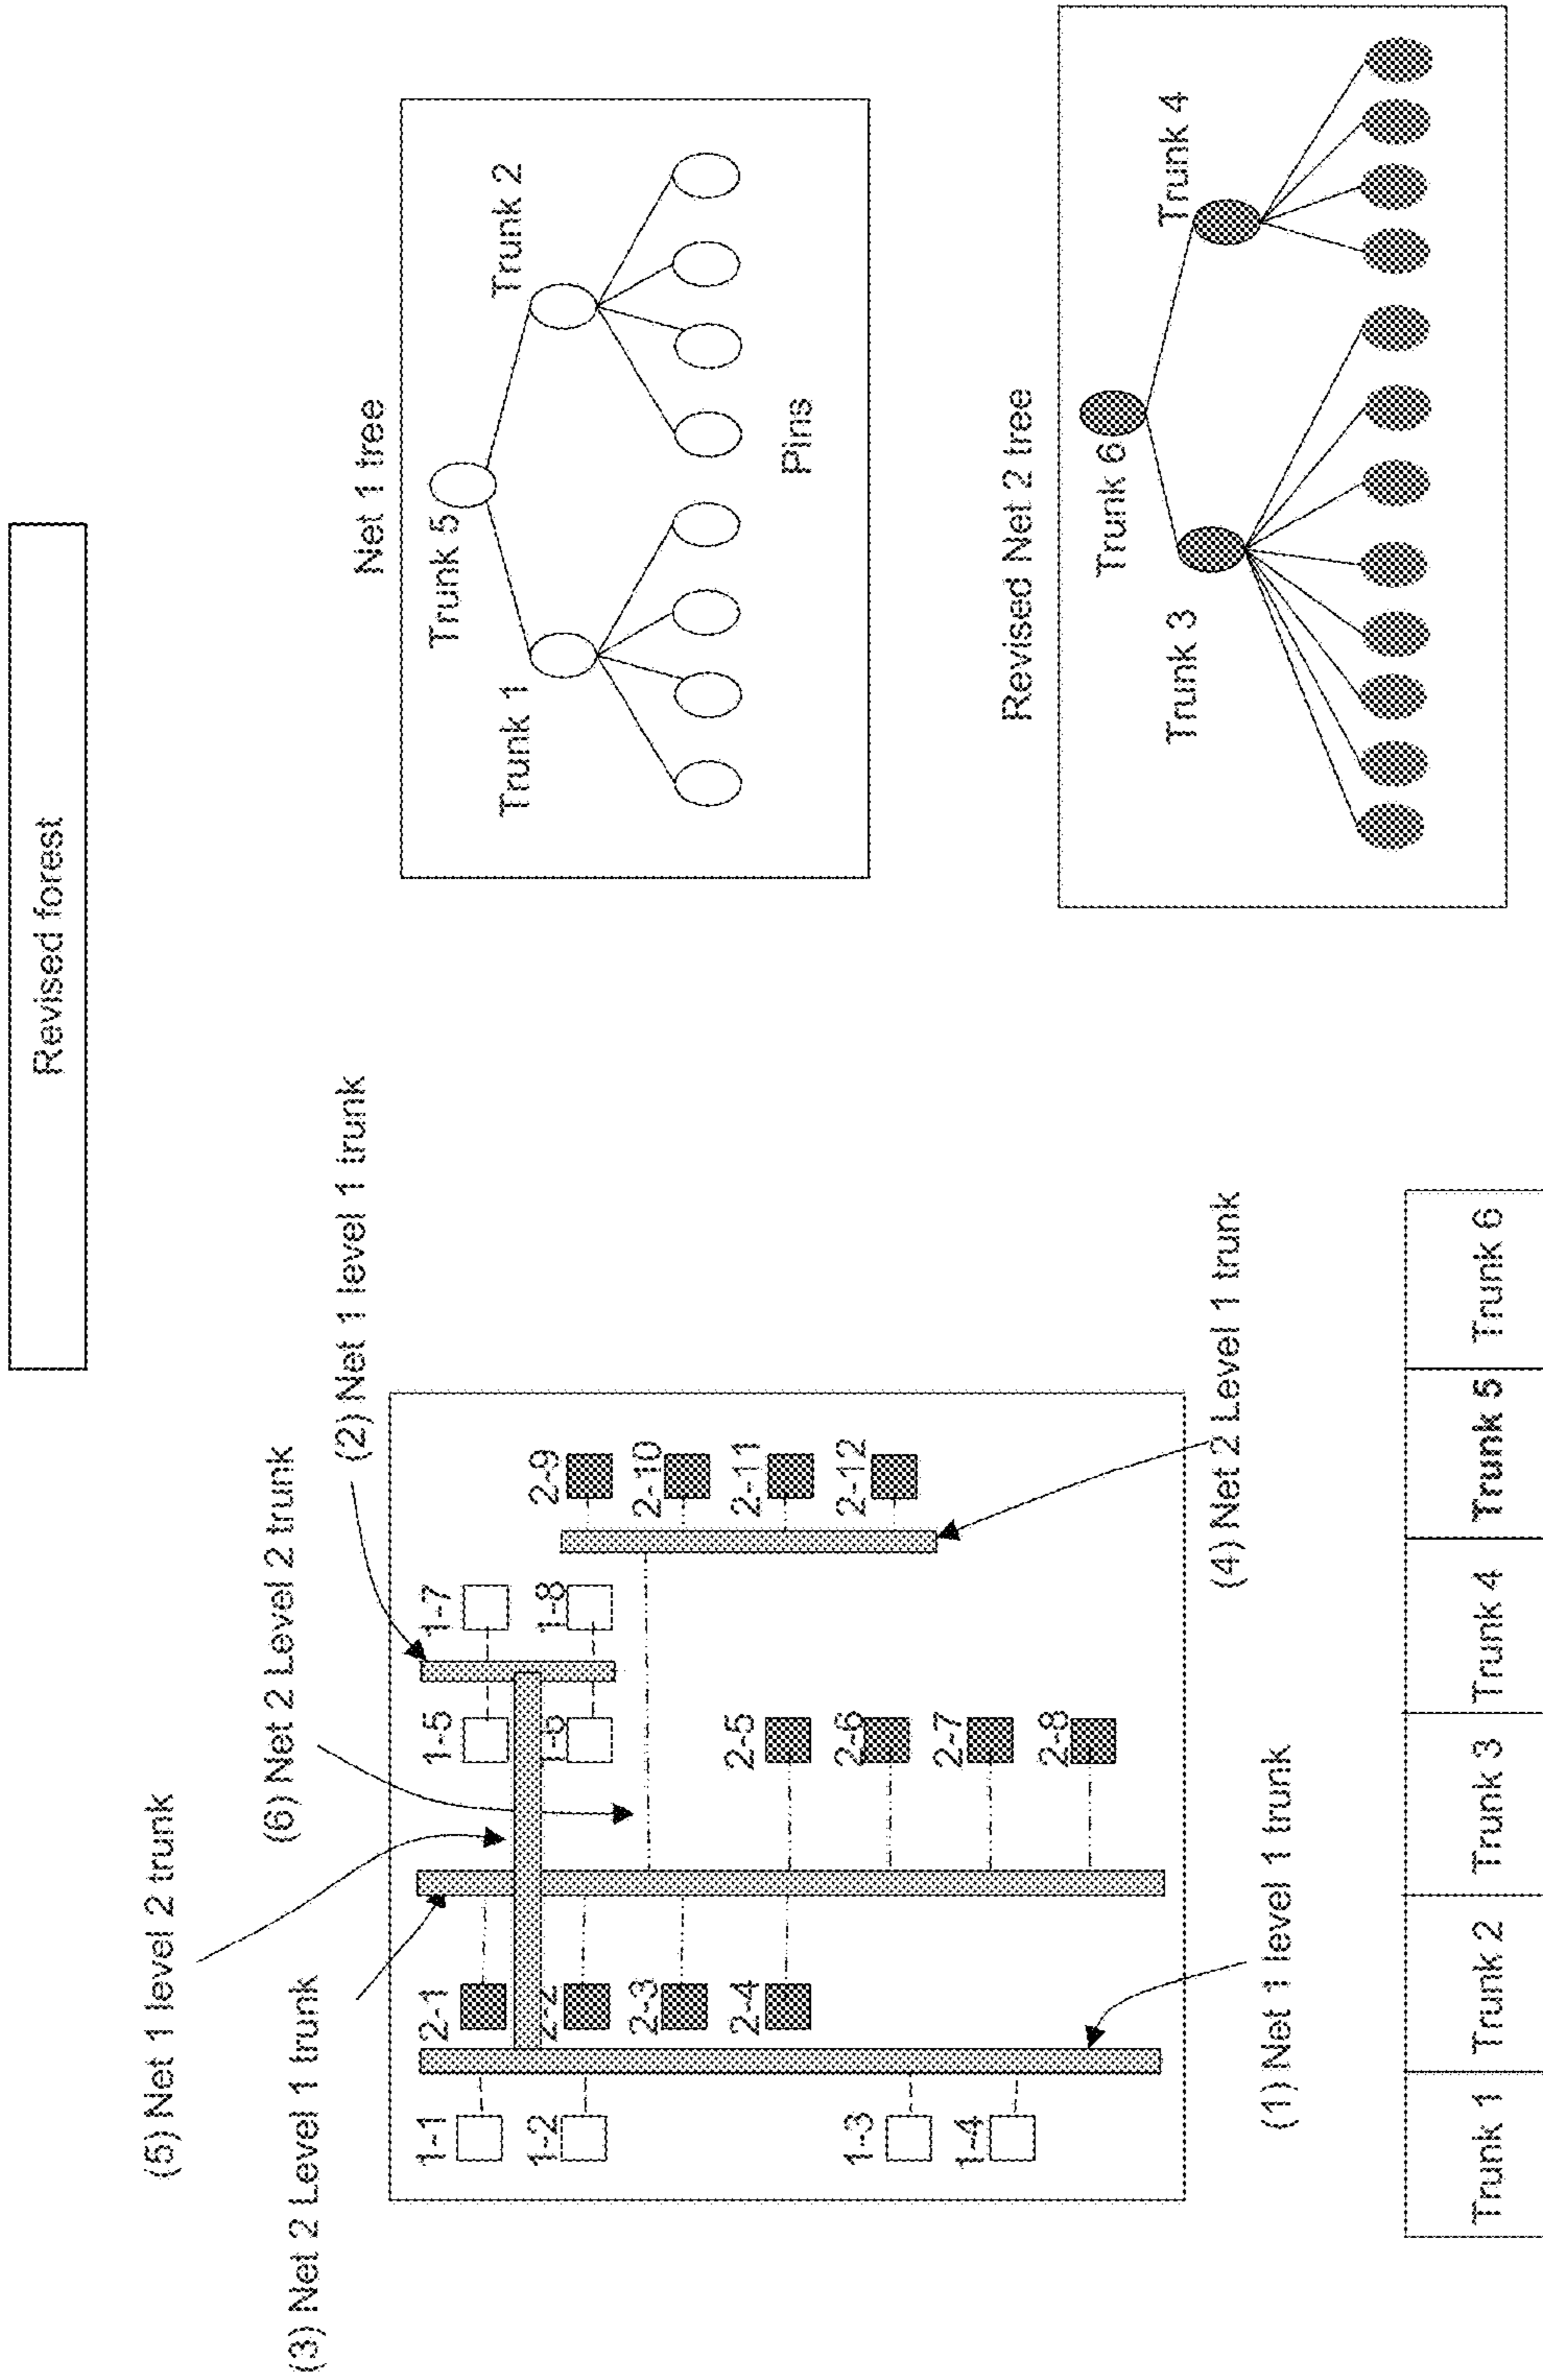 Revised forest
(5) Net 1 level 2 trunk
(3) Net 2 Level 1 trunk
(6) Net 2 Level 2 trunk
(2) Net 1 level 1 trunk
1-1
1-2
1-3
1-4
2-1
2-2
2-3
2-4
1-5
1-6
1-7
1-8
2-5
2-6
2-7
2-8
2-9
2-10
2-11
2-12
(1) Net 1 level 1 trunk
(4) Net 2 Level 1 trunk
Trunk 1
Trunk 2
Trunk 3
Trunk 4
Trunk 5
Trunk 6
Net 1 tree
Trunk 5
Trunk 1
Trunk 2
Pins
Revised Net 2 tree
Trunk 6
Trunk 3
Trunk 4